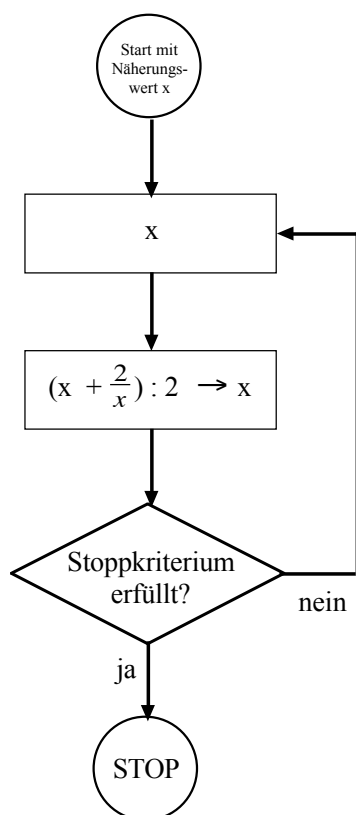 Start mit
Näherungs-
wert x
x
(x + 2/x) : 2 → x
Stoppkriterium
erfüllt?
nein
ja
STOP